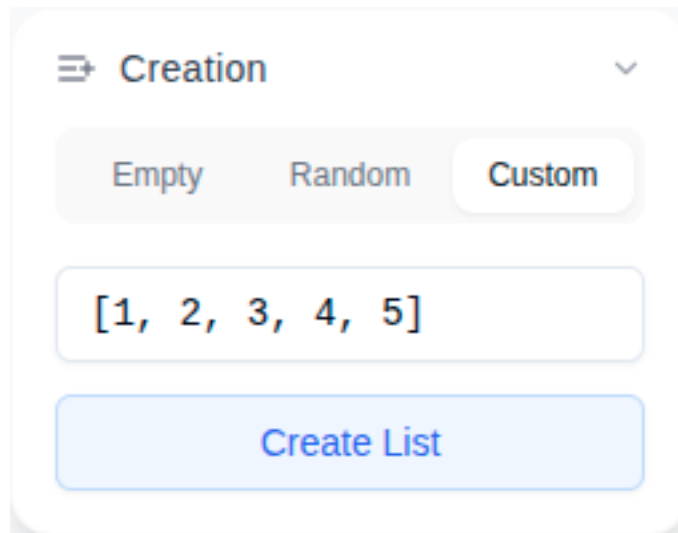 Creation
Empty Random Custom
[1, 2, 3, 4, 5]
Create List